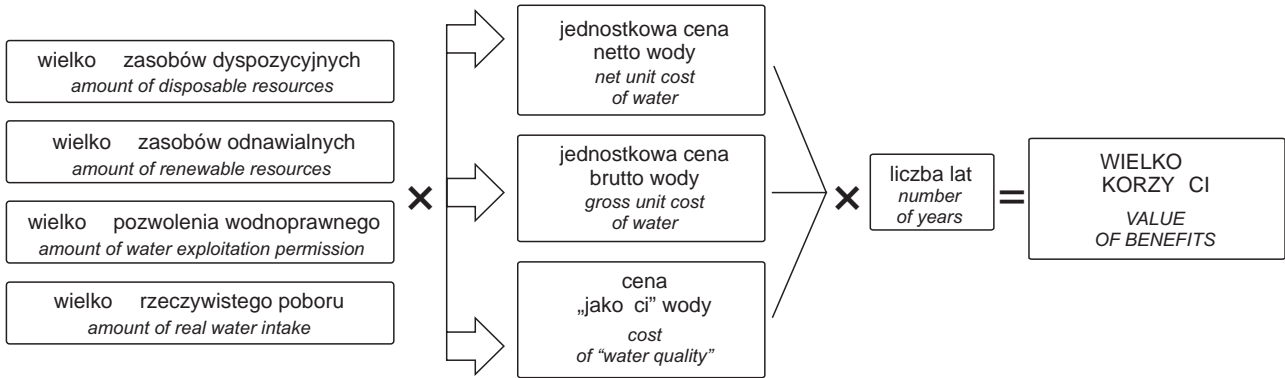 wielko zasobów dyspozycyjnych
amount of disposable resources
wielko zasobów odnawialnych
amount of renewable resources
wielko pozwolenia wodnoprawnego
amount of water exploitation permission
wielko rzeczywistego poboru
amount of real water intake
×
jednostkowa cena
netto wody
net unit cost
of water
jednostkowa cena
brutto wody
gross unit cost
of water
cena
„jako ci” wody
cost
of “water quality”
×
liczba lat
number
of years
=
WIELKO
KORZY CI
VALUE
OF BENEFITS